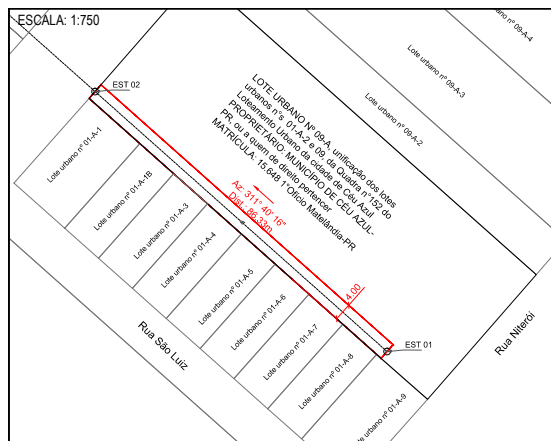 ESCALA: 1:750
Lote urbano nº 09-A-4
Lote urbano nº 09-A-3
Lote urbano nº 09-A-2
EST 02
LOTE URBANO Nº 09-A, unificação dos lotes
urbanos n°s  01-A-2 e 09, da Quadra n°152 do
Loteamento Urbano da cidade de Céu Azul
PROPRIETÁRIO: MUNICIPIO DE CÉU AZUL-
PR, ou a quem de direito pertencer
MATRÍCULA: 15.648 1°Ofício Matelândia-PR
Az: 311° 40' 16"
Dist.: 86.33m
4.00
EST 01
Lote urbano nº 01-A-1
Lote urbano nº 01-A-1B
Lote urbano nº 01-A-3
Lote urbano nº 01-A-4
Lote urbano nº 01-A-5
Lote urbano nº 01-A-6
Lote urbano nº 01-A-7
Lote urbano nº 01-A-8
Lote urbano nº 01-A-9
Rua São Luiz
Rua Niterói